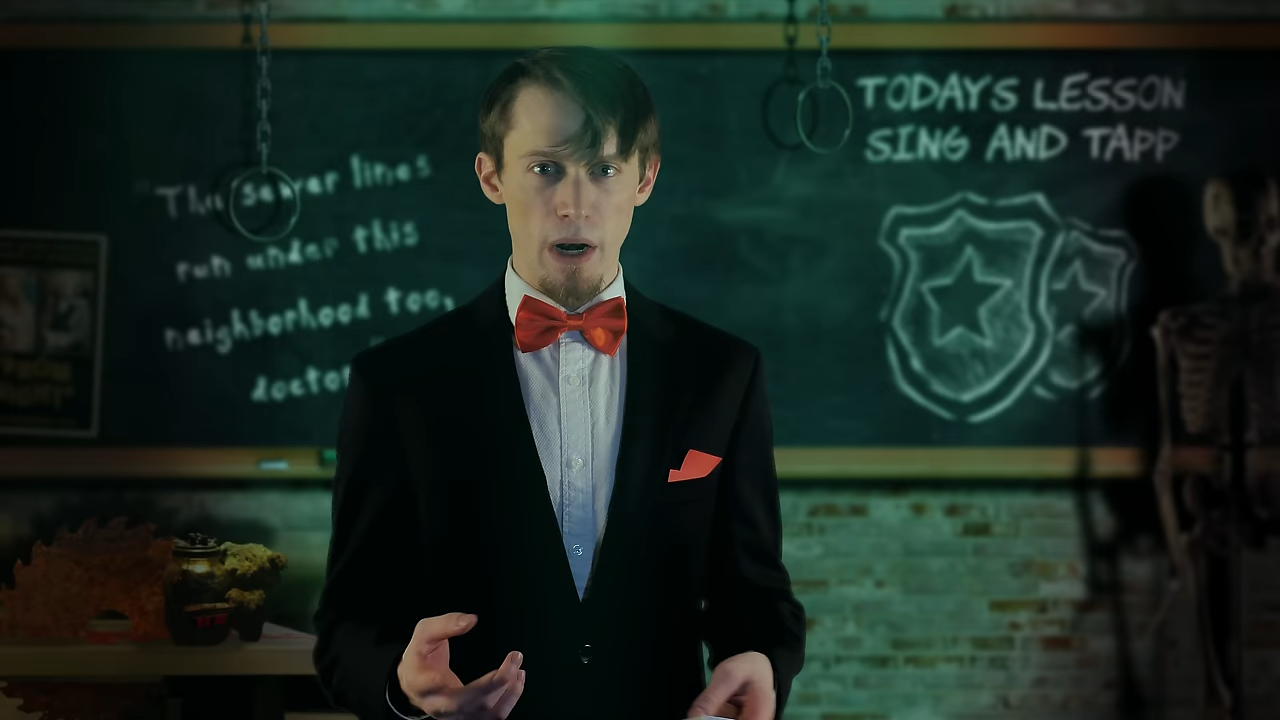 "The sewer lines
run under this
neighborhood too,
doctor
TODAYS LESSON
SING AND TAPP